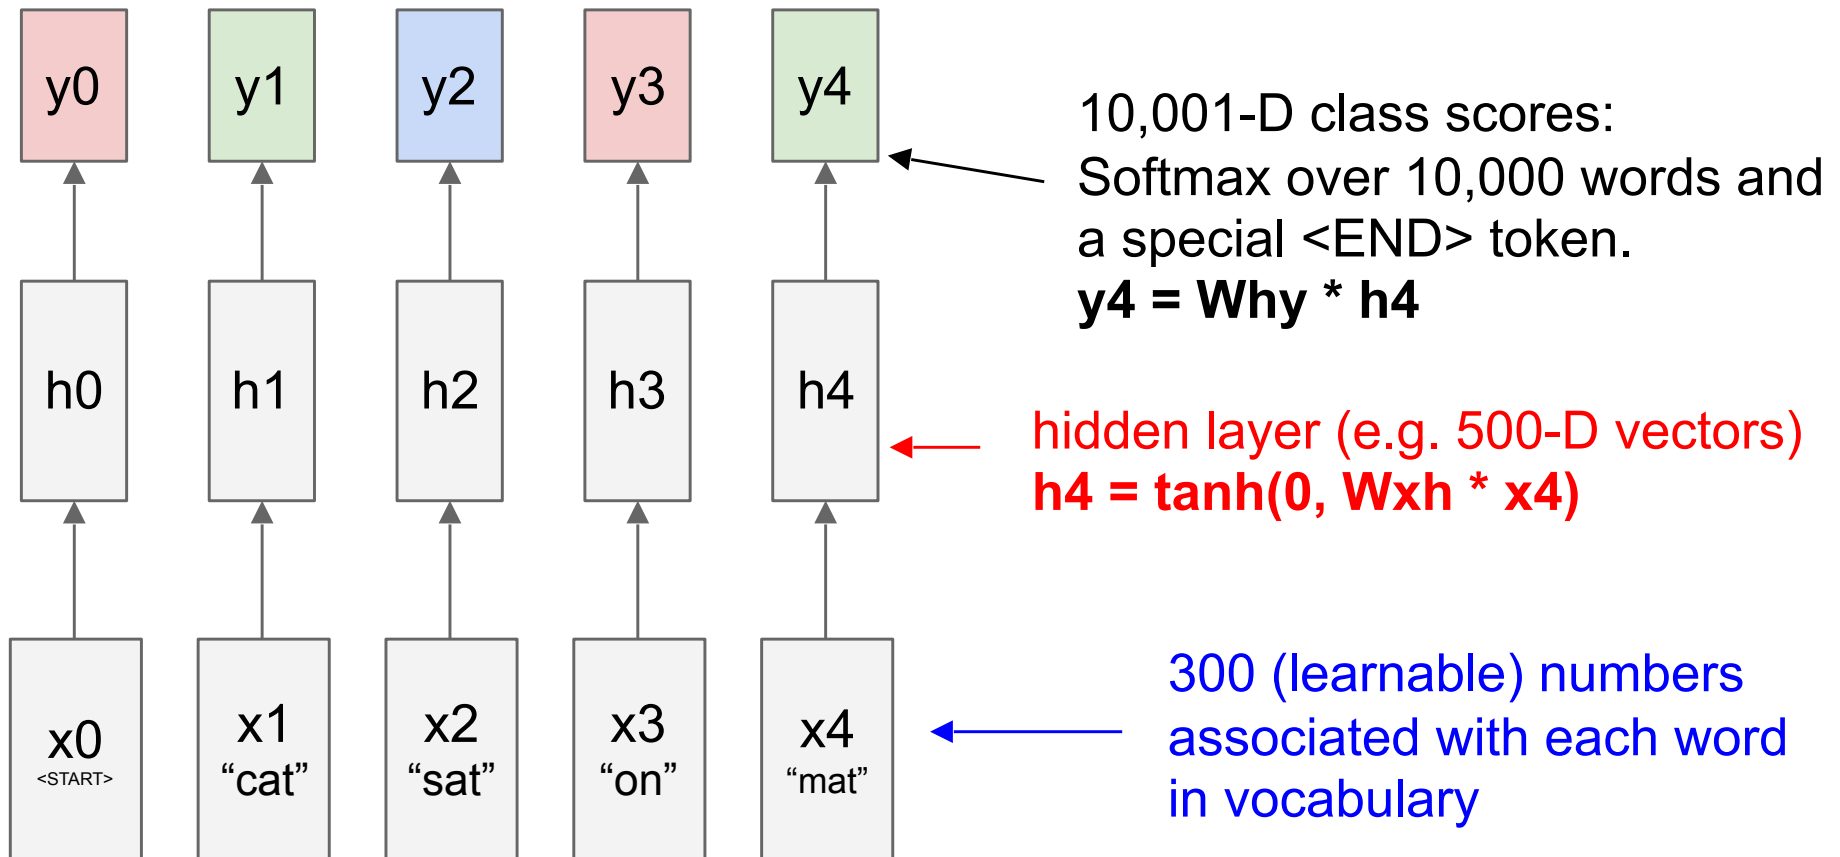 y0
y1
y2
y3
y4
10,001-D class scores:
Softmax over 10,000 words and
a special <END> token.
y4 = Why * h4
h0
h1
h2
h3
h4
hidden layer (e.g. 500-D vectors)
h4 = tanh(0, Wxh * x4)
x0
<START>
x1
“cat”
x2
“sat”
x3
“on”
x4
“mat”
300 (learnable) numbers
associated with each word
in vocabulary